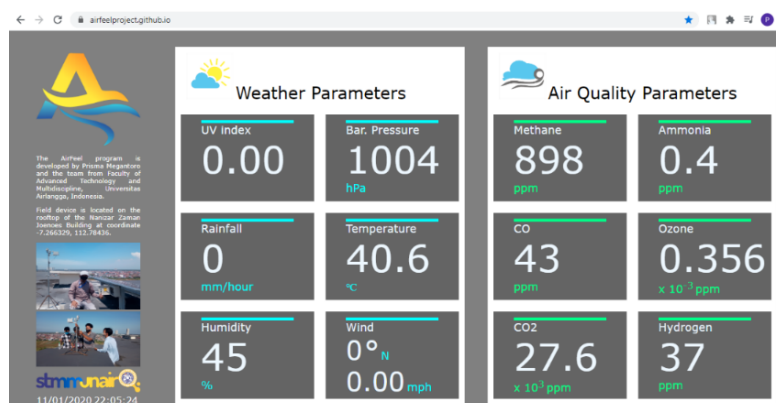 airfeelproject.github.io
P
The AirFeel program is
developed by Prisma Megantoro
and the team from Faculty of
Advanced Technology and
Multidiscipline, Universitas
Airlangga, Indonesia.
Field device is located on the
rooftop of the Nanizar Zaman
Joenoes Building at coordinate
-7.266329, 112.78436.
stmmunair
11/01/2020 22:05:24
Weather Parameters
UV index
0.00
Bar. Pressure
1004
hPa
Rainfall
0
mm/hour
Temperature
40.6
℃
Humidity
45
%
Wind
0° N
0.00 mph
Air Quality Parameters
Methane
898
ppm
Ammonia
0.4
ppm
CO
43
ppm
Ozone
0.356
x 10⁻³ ppm
CO2
27.6
x 10³ ppm
Hydrogen
37
ppm